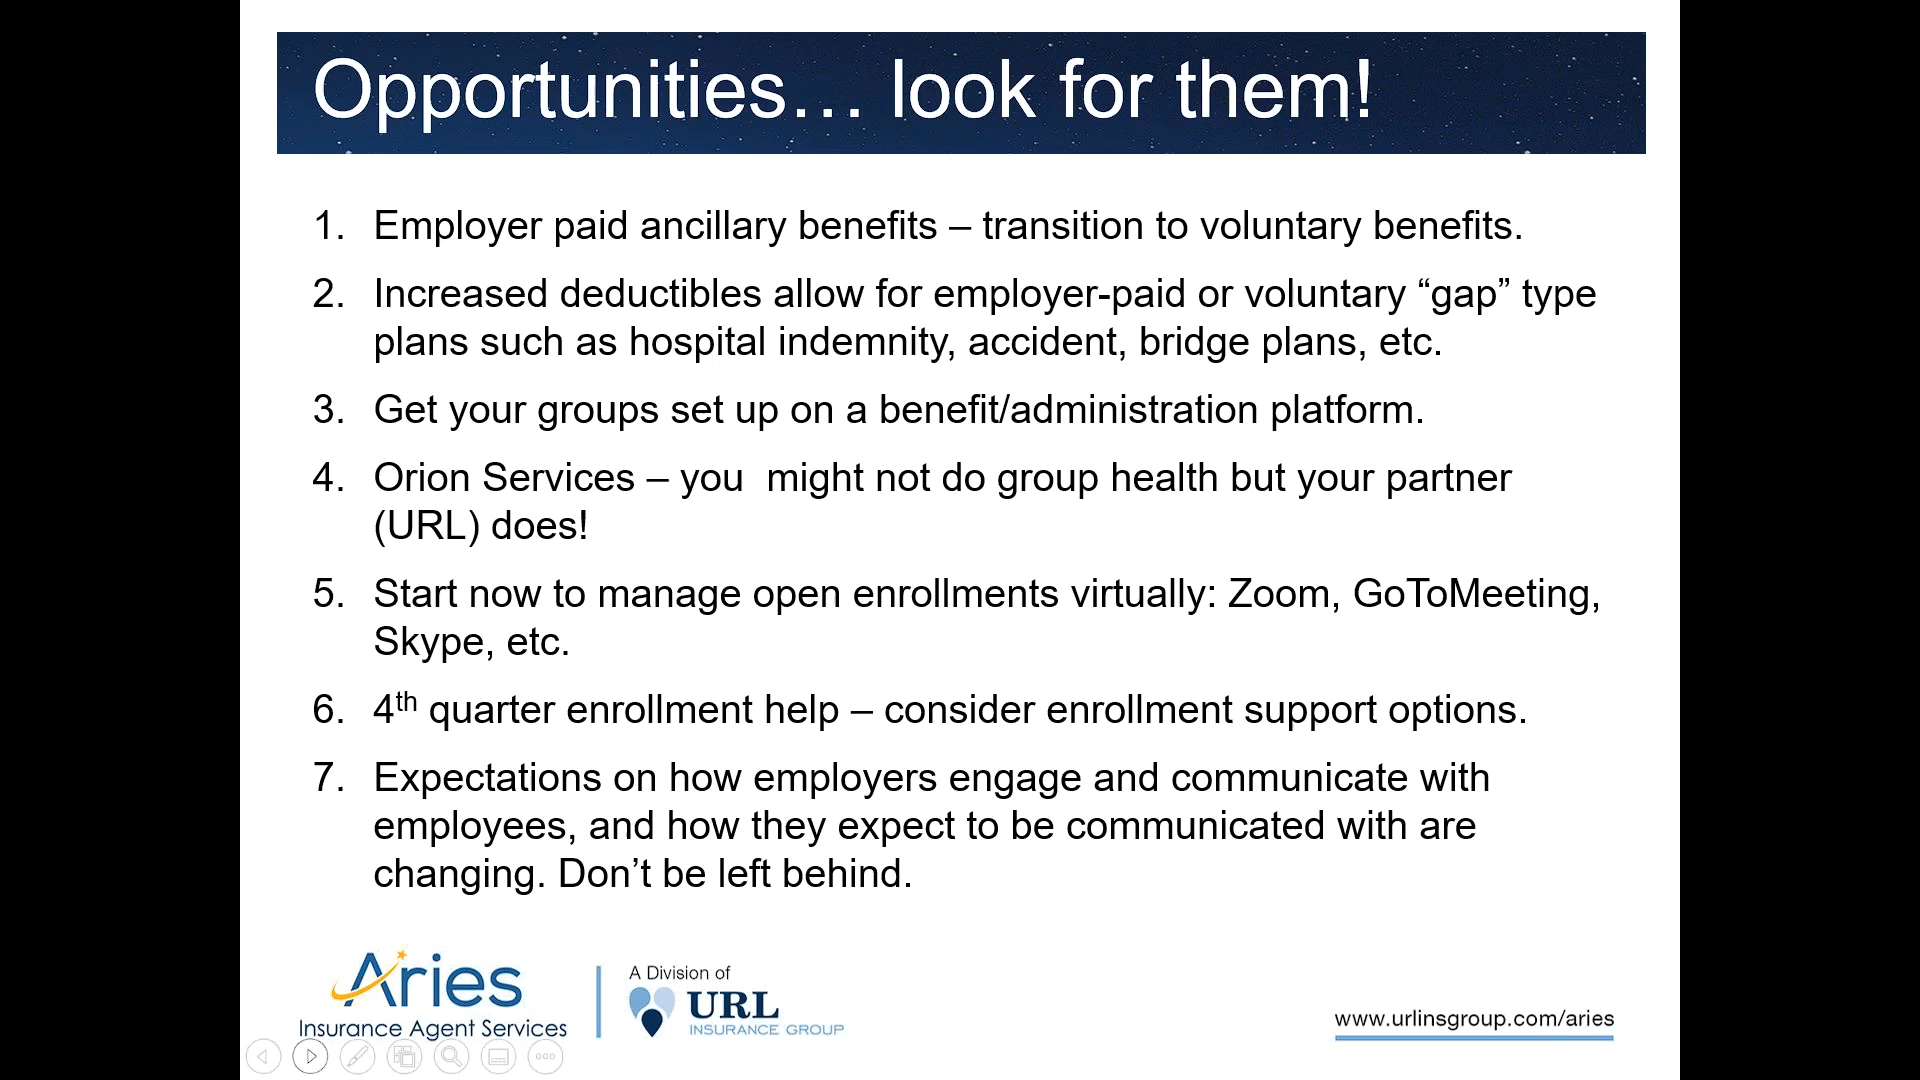 Opportunities… look for them!
1. Employer paid ancillary benefits – transition to voluntary benefits.
2. Increased deductibles allow for employer-paid or voluntary “gap” type
plans such as hospital indemnity, accident, bridge plans, etc.
3. Get your groups set up on a benefit/administration platform.
4. Orion Services – you  might not do group health but your partner
(URL) does!
5. Start now to manage open enrollments virtually: Zoom, GoToMeeting,
Skype, etc.
6. 4th quarter enrollment help – consider enrollment support options.
7. Expectations on how employers engage and communicate with
employees, and how they expect to be communicated with are
changing. Don’t be left behind.
Aries
Insurance Agent Services
A Division of
URL
INSURANCE GROUP
www.urlinsgroup.com/aries